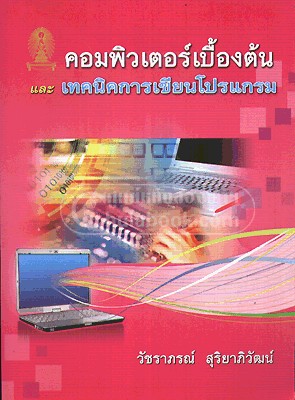 คอมพิวเตอร์เบื้องต้น
และ เทคนิคการเขียนโปรแกรม
วัชราภรณ์ สุริยาภิวัฒน์